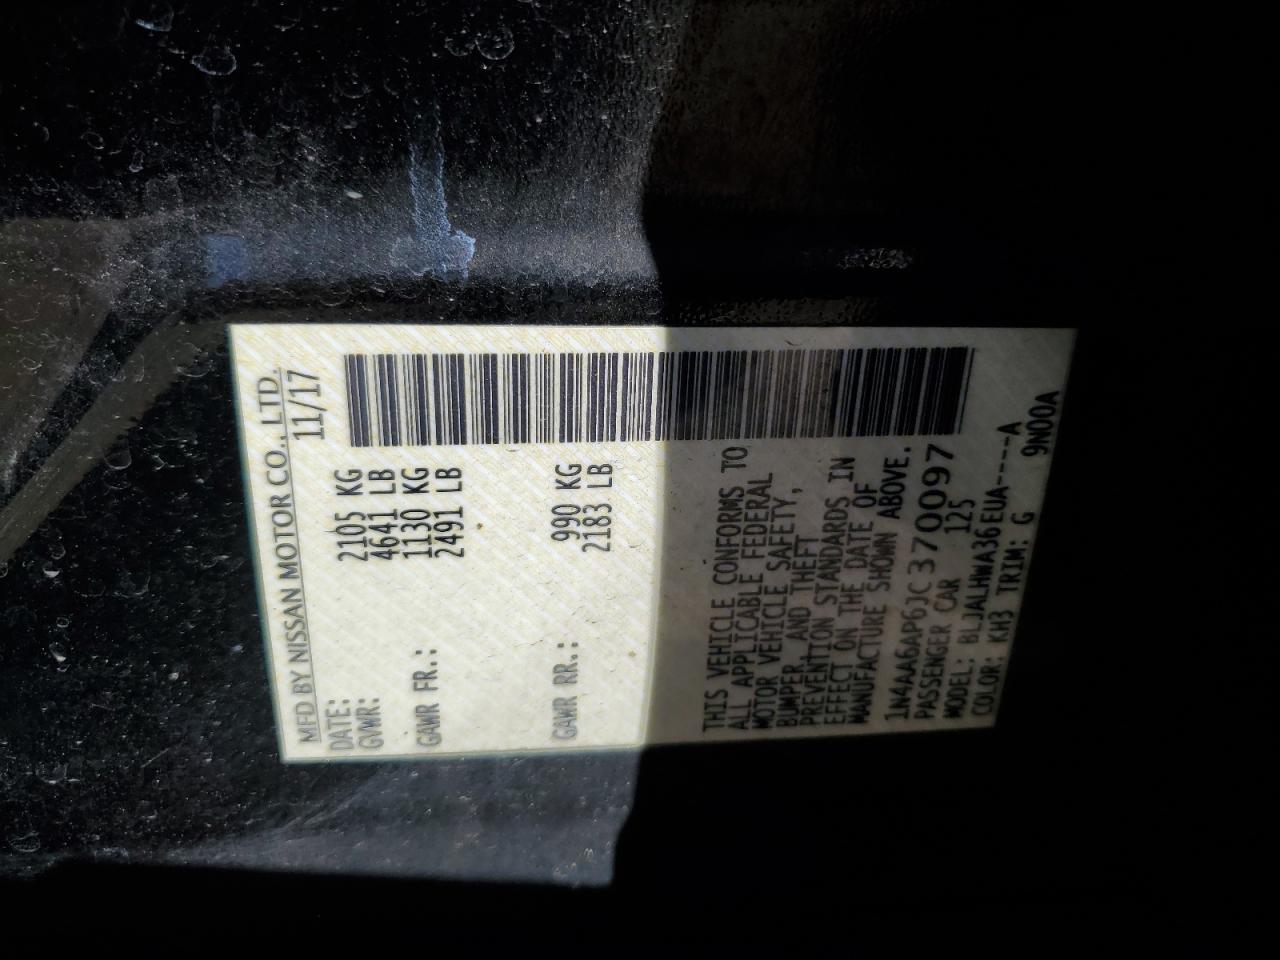 MFD BY NISSAN MOTOR CO., LTD.
DATE: 11/17
GVWR: 2105 KG
4641 LB
GAWR FR.: 1130 KG
2491 LB
GAWR RR.: 990 KG
2183 LB
THIS VEHICLE CONFORMS TO
ALL APPLICABLE FEDERAL
MOTOR VEHICLE SAFETY,
BUMPER, AND THEFT
PREVENTION STANDARDS IN
EFFECT ON THE DATE OF
MANUFACTURE SHOWN ABOVE.
1N4AA6AP6JC370097
PASSENGER CAR 125
MODEL: BLJALHWA36EUA----A
COLOR: KH3 TRIM: G 9N00A